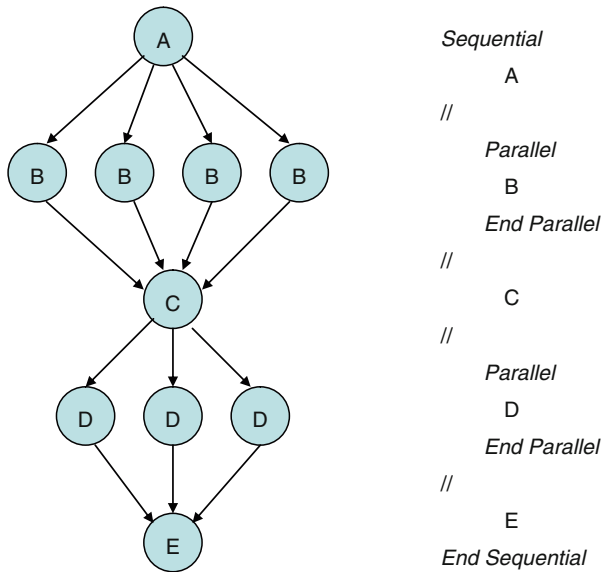 A
B B B B
C
D D D
E
Sequential
A
//
Parallel
B
End Parallel
//
C
//
Parallel
D
End Parallel
//
E
End Sequential